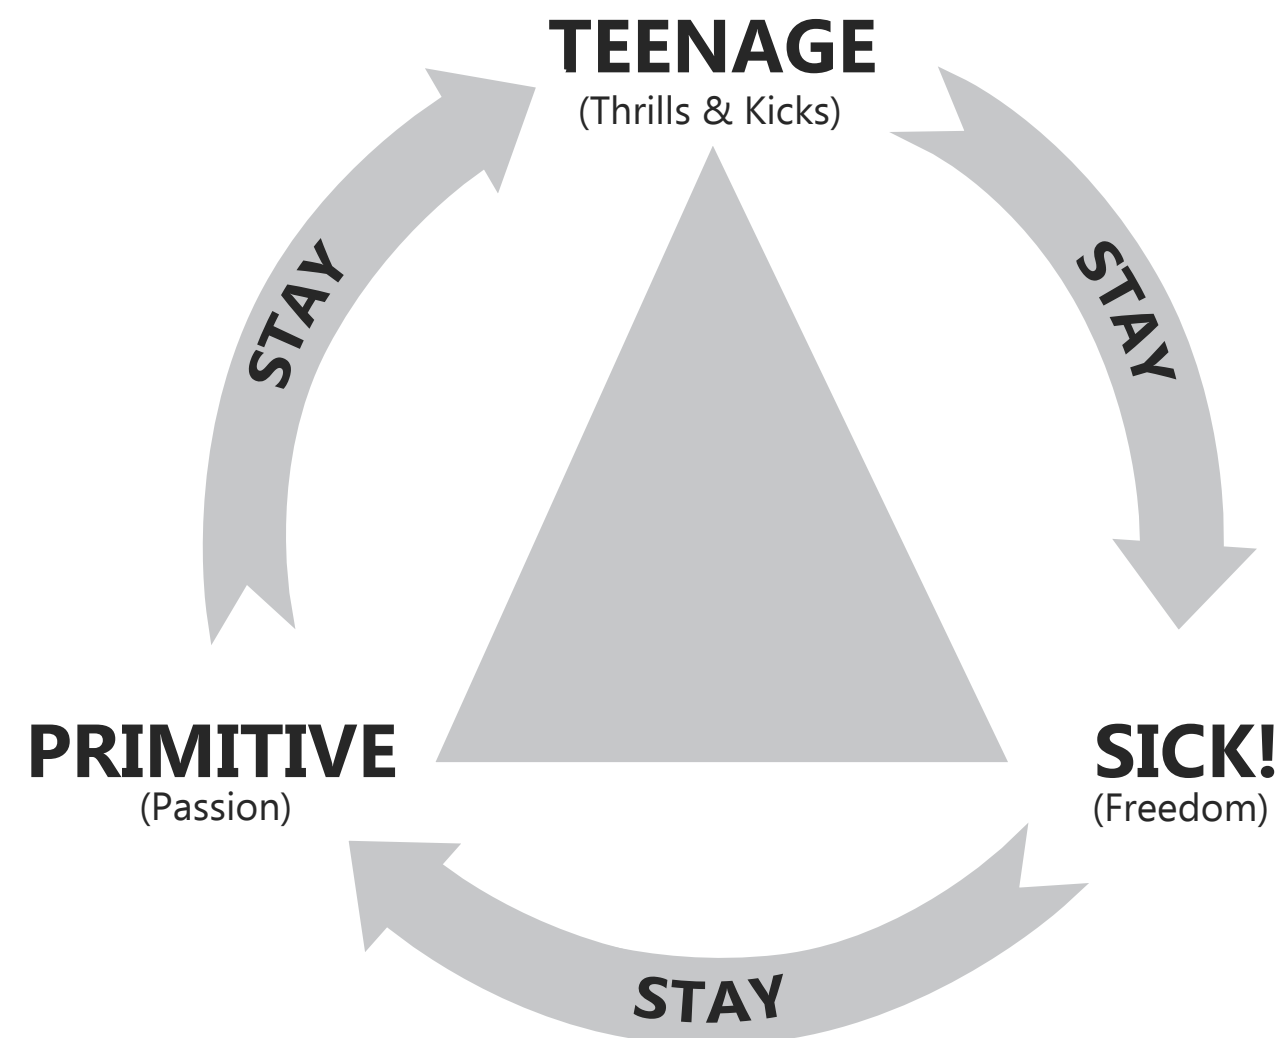 TEENAGE
(Thrills & Kicks)
STAY
STAY
PRIMITIVE
(Passion)
SICK!
(Freedom)
STAY